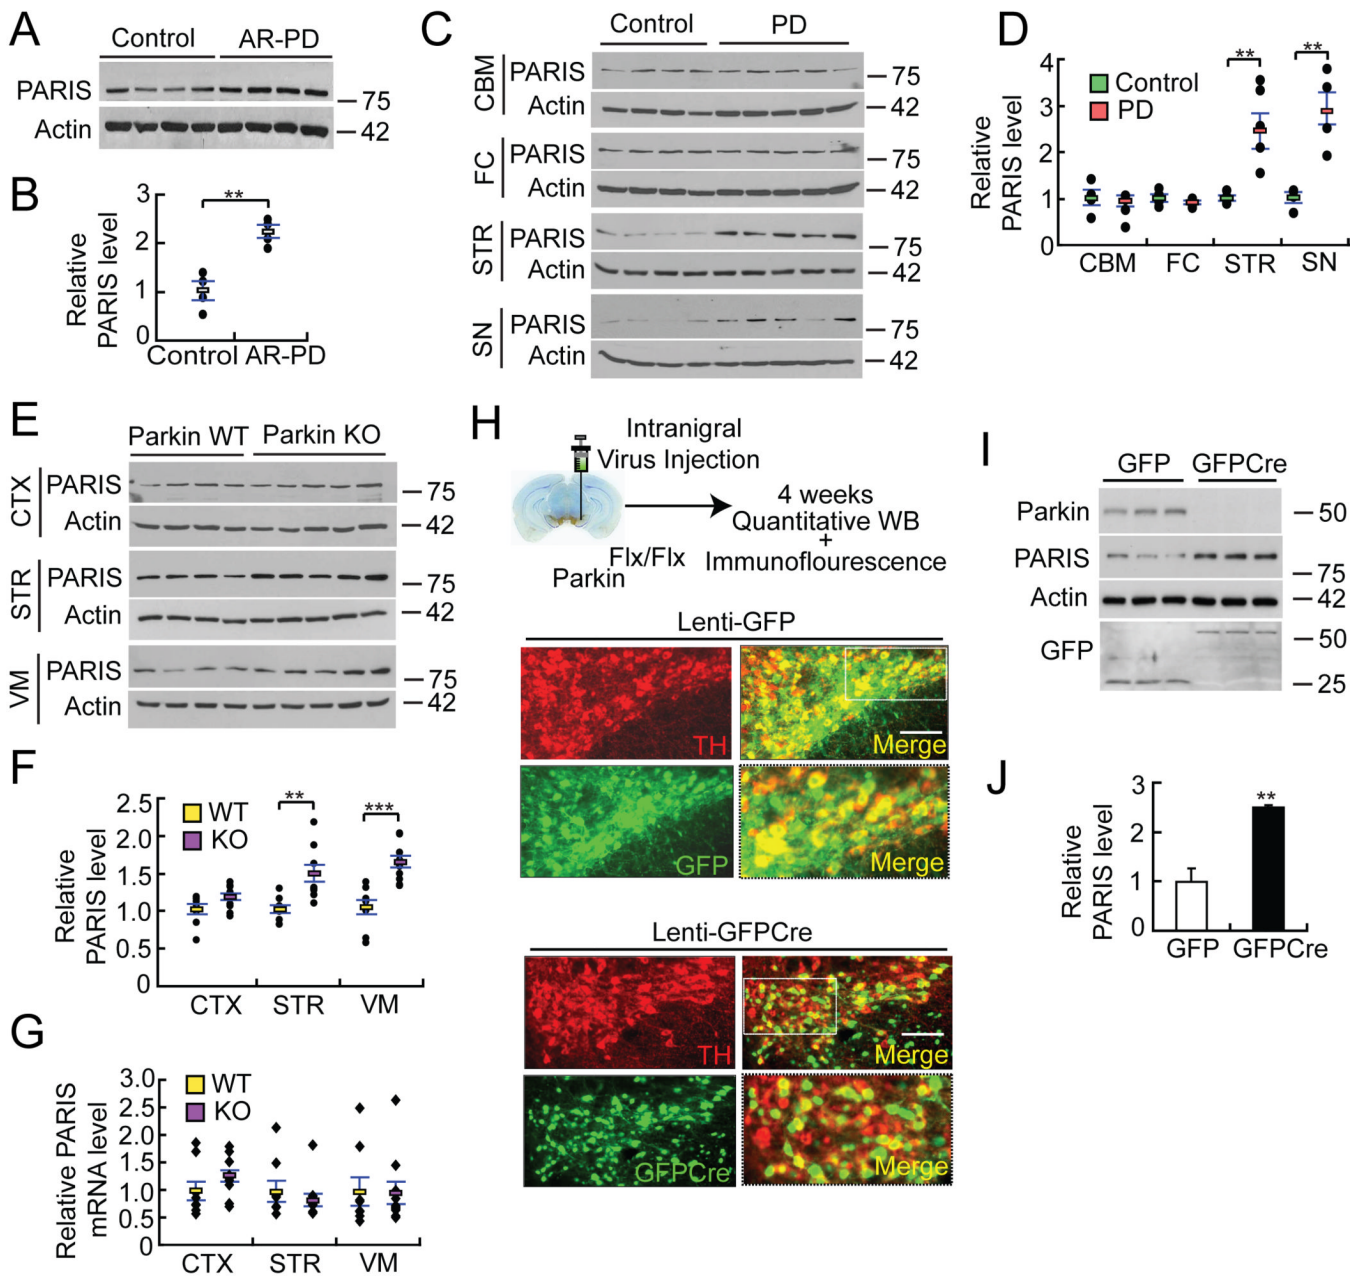 A
Control AR-PD
PARIS
75
Actin
42
B
Relative
PARIS level
3
2
1
0
**
Control AR-PD
C
Control PD
CBM
PARIS
75
Actin
42
FC
PARIS
75
Actin
42
STR
PARIS
75
Actin
42
SN
PARIS
75
Actin
42
D
Relative
PARIS level
4
3
2
1
0
Control
PD
**
**
CBM FC STR SN
E
Parkin WT Parkin KO
CTX
PARIS
75
Actin
42
STR
PARIS
75
Actin
42
VM
PARIS
75
Actin
42
F
Relative
PARIS level
2.5
2.0
1.5
1.0
0.5
0
WT
KO
**
***
CTX STR VM
G
Relative PARIS
mRNA level
3.0
2.5
2.0
1.5
1.0
0.5
0
WT
KO
CTX STR VM
H
Intranigral
Virus Injection
4 weeks
Quantitative WB
+
Immunoflourescence
Parkin Flx/Flx
Lenti-GFP
TH
Merge
GFP
Merge
Lenti-GFPCre
TH
Merge
GFPCre
Merge
I
GFP GFPCre
Parkin
50
PARIS
75
Actin
42
GFP
50
25
J
Relative
PARIS level
3
2
1
0
**
GFP GFPCre